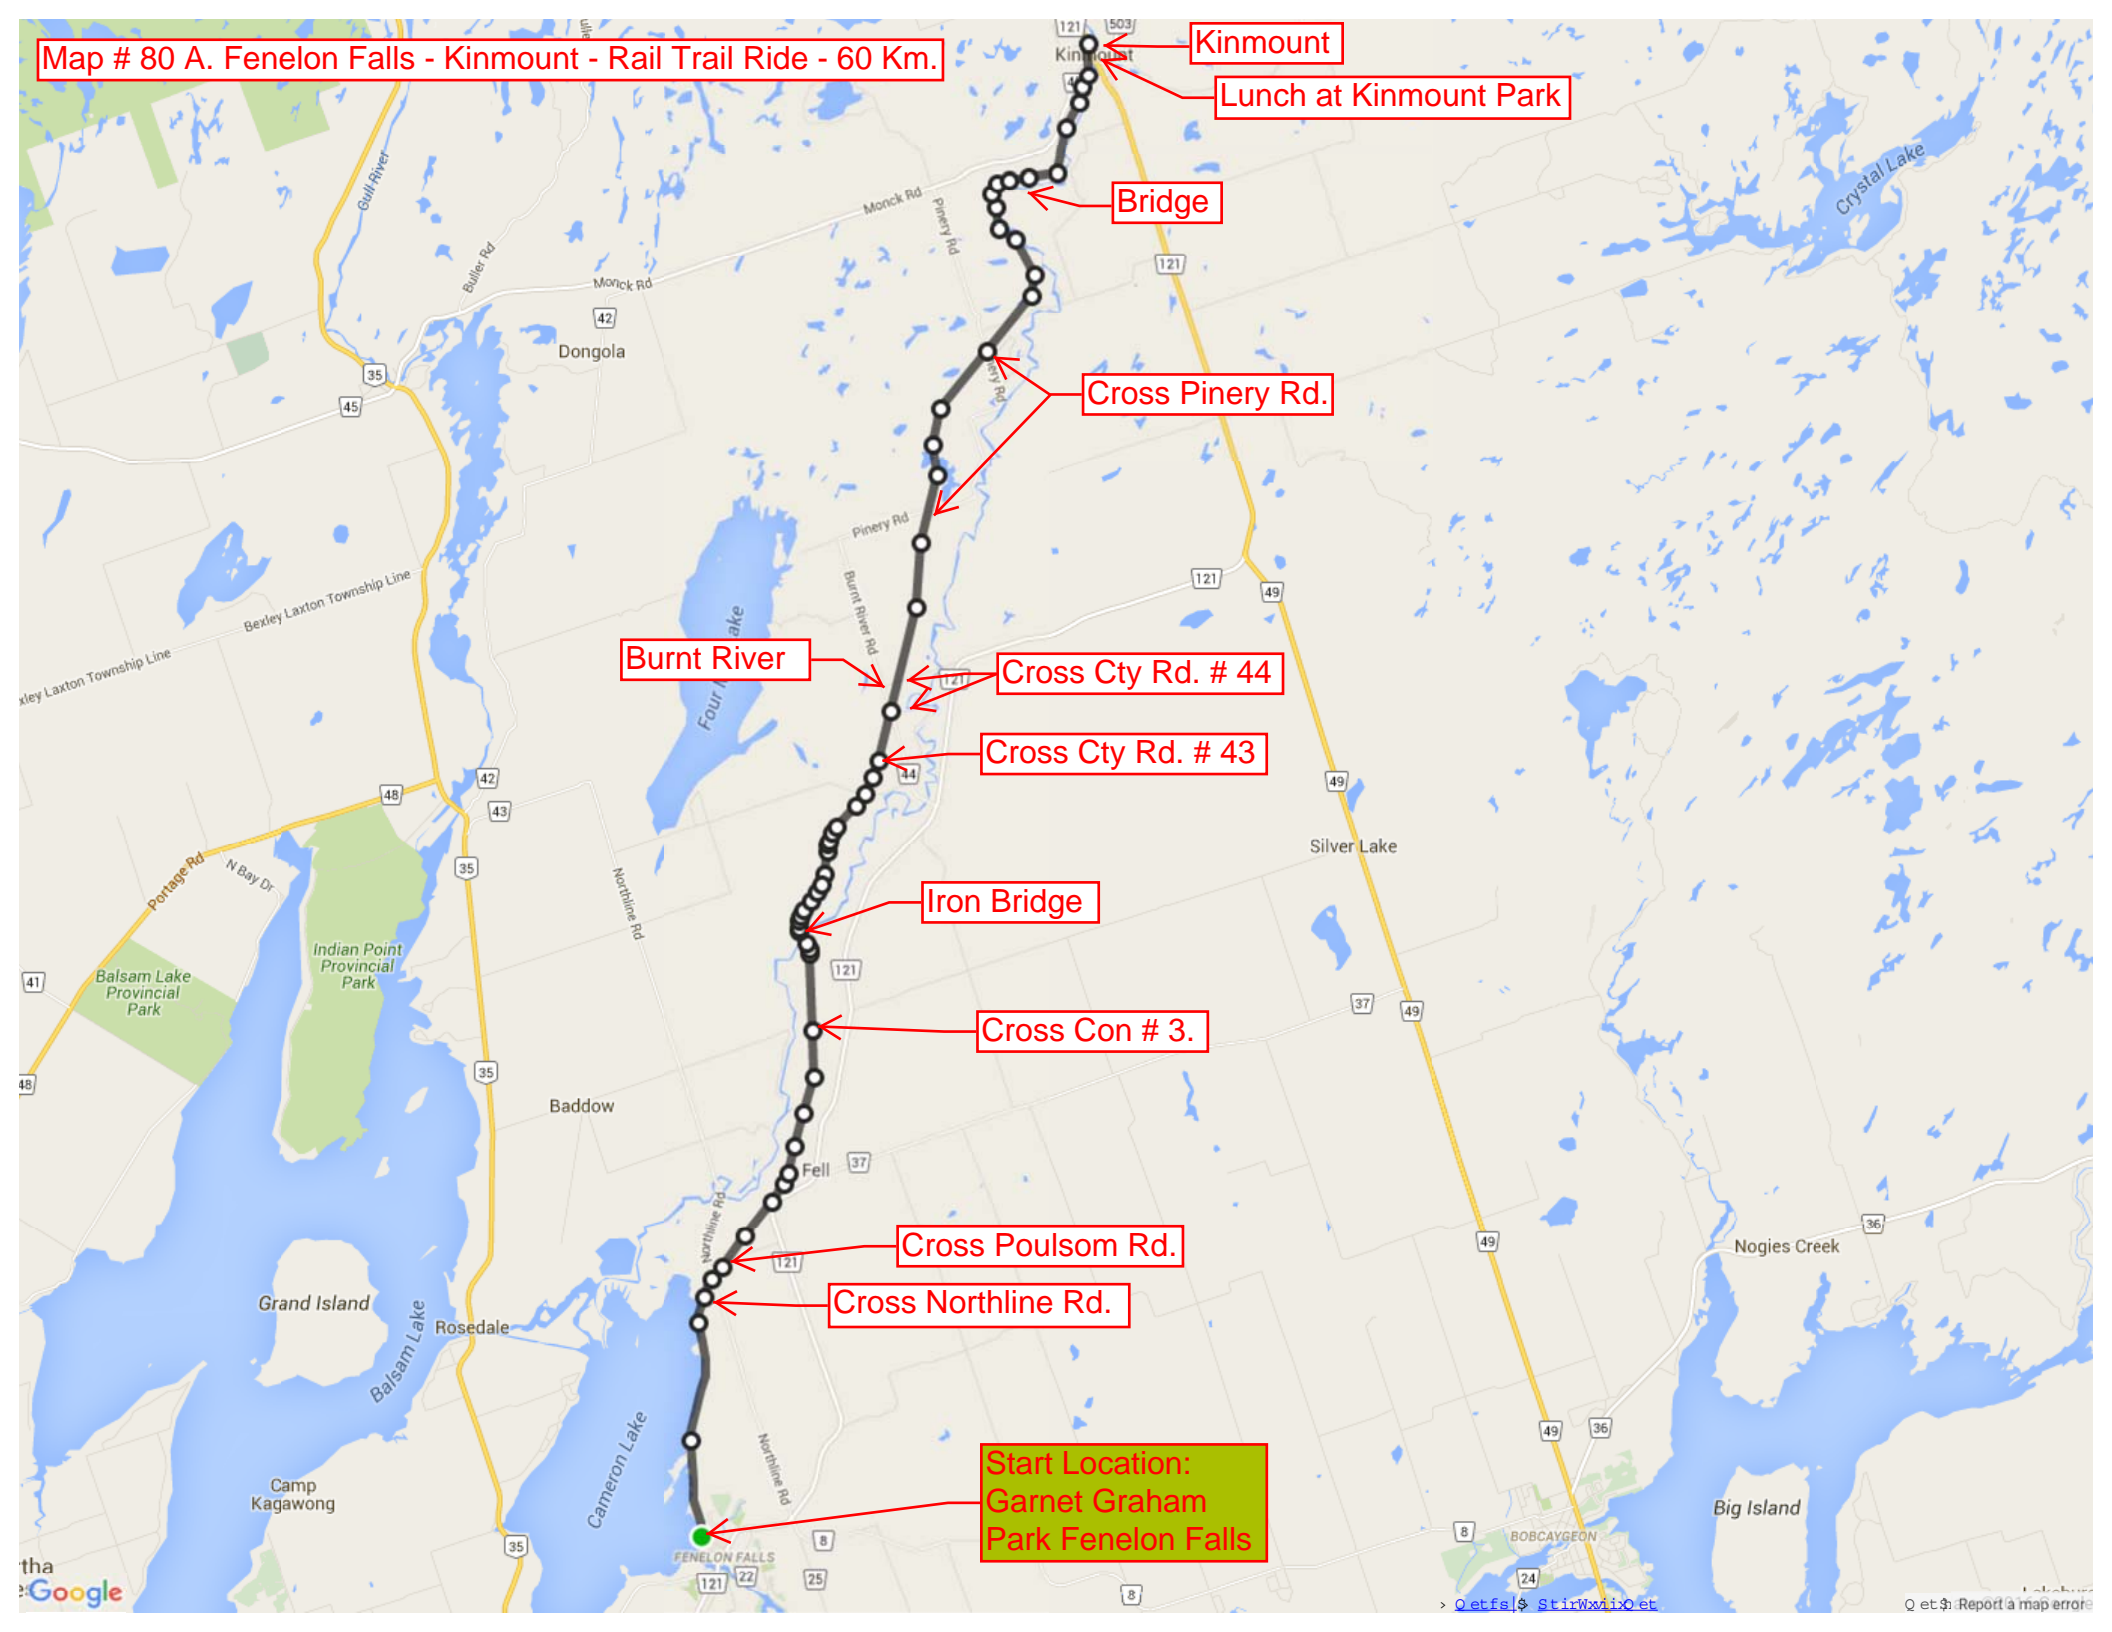 Map # 80 A. Fenelon Falls - Kinmount - Rail Trail Ride - 60 Km.
121
503
Kinmount
Kinmount
Lunch at Kinmount Park
Gull River
Crystal Lake
Monck Rd
Pinery Rd
Bridge
Buller Rd
121
Monck Rd
42
Dongola
35
45
Cross Pinery Rd.
Pinery Rd
Burnt River Rd
121
49
Bexley Laxton Township Line
Burnt River
Cross Cty Rd. # 44
121
Cross Cty Rd. # 43
44
42
43
48
49
Silver Lake
Portage Rd
N Bay Dr
35
Northline Rd
Iron Bridge
Indian Point
Provincial
Park
Balsam Lake
Provincial
Park
41
121
37
49
Cross Con # 3.
48
35
Baddow
Fell
37
Northline Rd
36
Nogies Creek
49
Cross Poulsom Rd.
121
Cross Northline Rd.
Grand Island
Balsam Lake
Rosedale
Cameron Lake
Northline Rd
49
36
Start Location:
Garnet Graham
Park Fenelon Falls
Camp
Kagawong
Big Island
8
BOBCAYGEON
35
8
FENELON FALLS
121
22
25
24
8
Google
Report a map error